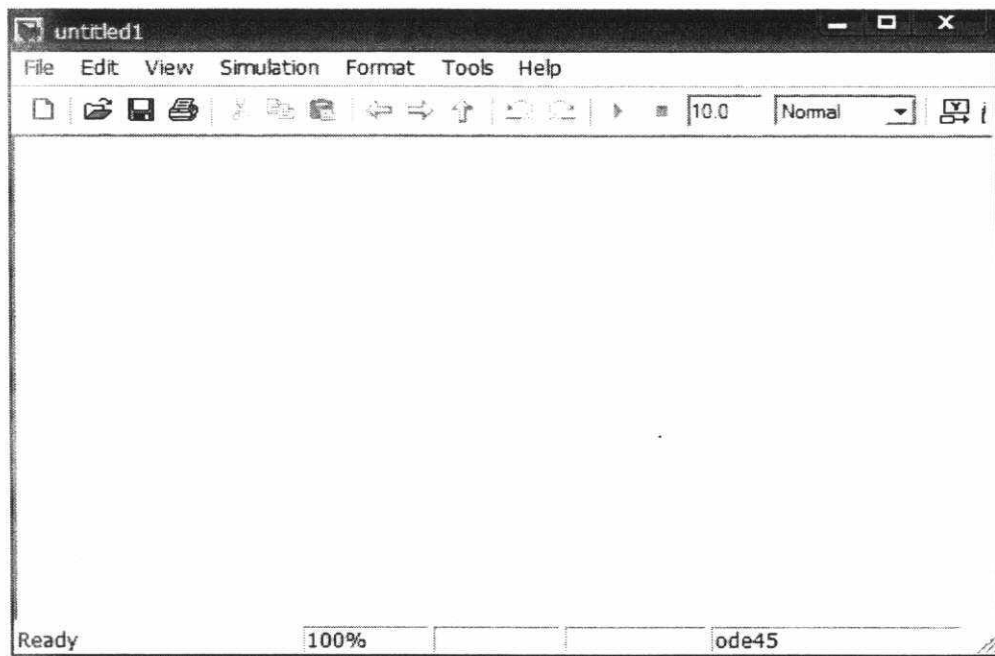 untitled1
File Edit View Simulation Format Tools Help
10.0 Normal
Ready 100% ode45